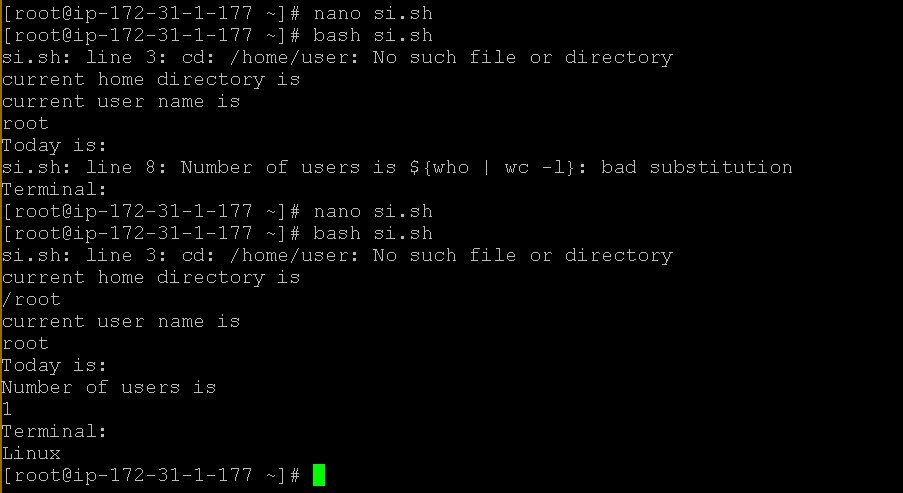 [root@ip-172-31-1-177 ~]# nano si.sh
[root@ip-172-31-1-177 ~]# bash si.sh
si.sh: line 3: cd: /home/user: No such file or directory
current home directory is
current user name is
root
Today is:
si.sh: line 8: Number of users is ${who | wc -l}: bad substitution
Terminal:
[root@ip-172-31-1-177 ~]# nano si.sh
[root@ip-172-31-1-177 ~]# bash si.sh
si.sh: line 3: cd: /home/user: No such file or directory
current home directory is
/root
current user name is
root
Today is:
Number of users is
1
Terminal:
Linux
[root@ip-172-31-1-177 ~]#